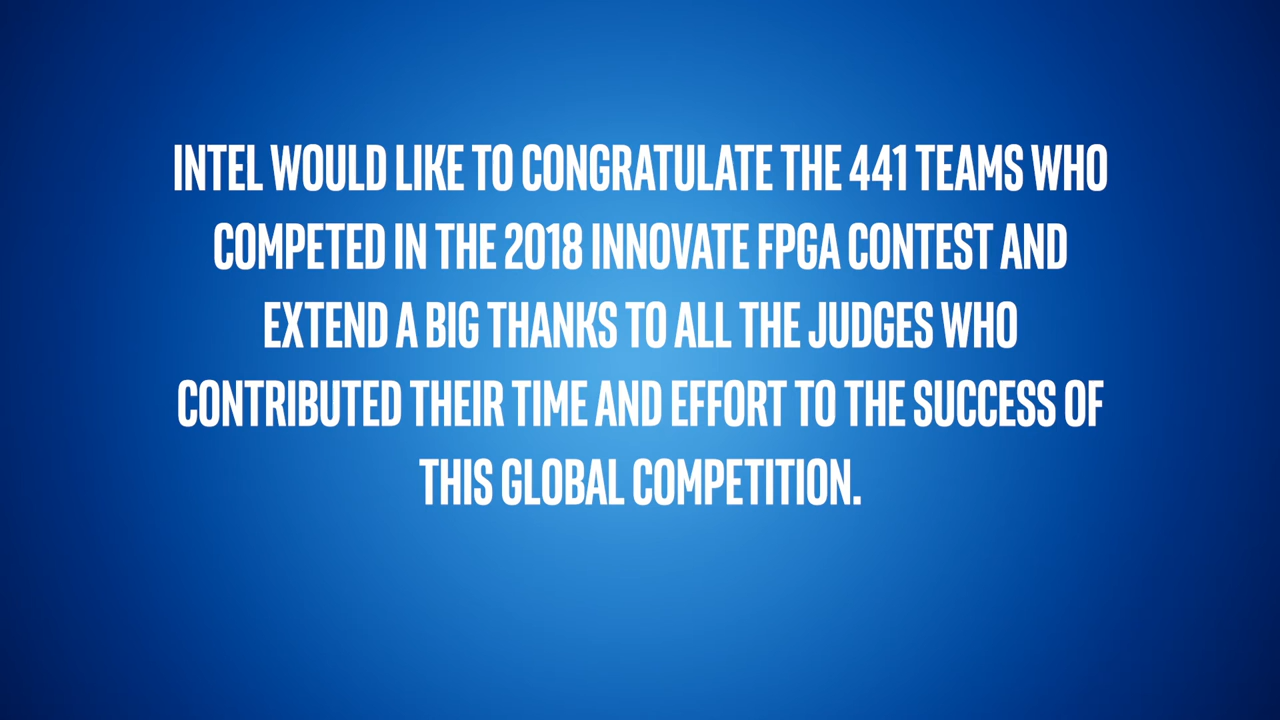 INTEL WOULD LIKE TO CONGRATULATE THE 441 TEAMS WHO
COMPETED IN THE 2018 INNOVATE FPGA CONTEST AND
EXTEND A BIG THANKS TO ALL THE JUDGES WHO
CONTRIBUTED THEIR TIME AND EFFORT TO THE SUCCESS OF
THIS GLOBAL COMPETITION.